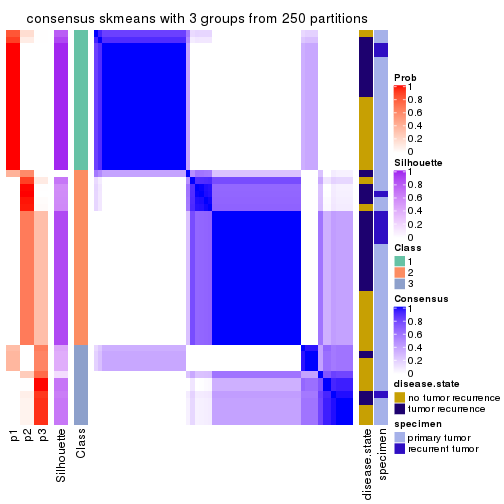 consensus skmeans with 3 groups from 250 partitions
p1
p2
p3
Silhouette
Class
disease.state
specimen
Prob
1
0.8
0.6
0.4
0.2
0
Silhouette
1
0.8
0.6
0.4
0.2
0
Class
1
2
3
Consensus
1
0.8
0.6
0.4
0.2
0
disease.state
no tumor recurrence
tumor recurrence
specimen
primary tumor
recurrent tumor